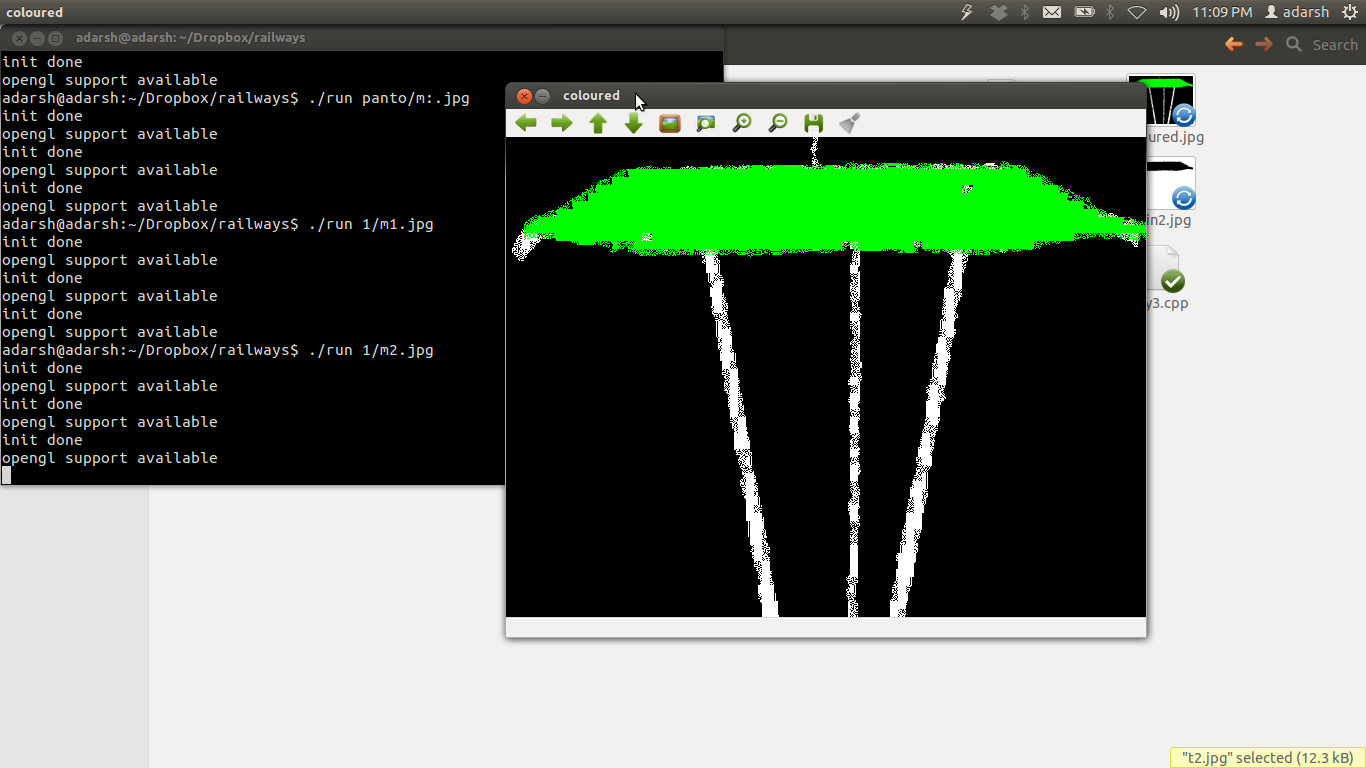 coloured
11:09 PM
adarsh
adarsh@adarsh: ~/Dropbox/railways
Search
init done
opengl support available
adarsh@adarsh:~/Dropbox/railways$ ./run panto/m:.jpg
init done
opengl support available
init done
opengl support available
init done
opengl support available
adarsh@adarsh:~/Dropbox/railways$ ./run 1/m1.jpg
init done
opengl support available
init done
opengl support available
init done
opengl support available
adarsh@adarsh:~/Dropbox/railways$ ./run 1/m2.jpg
init done
opengl support available
init done
opengl support available
init done
opengl support available
coloured
ured.jpg
in2.jpg
y3.cpp
"t2.jpg" selected (12.3 kB)